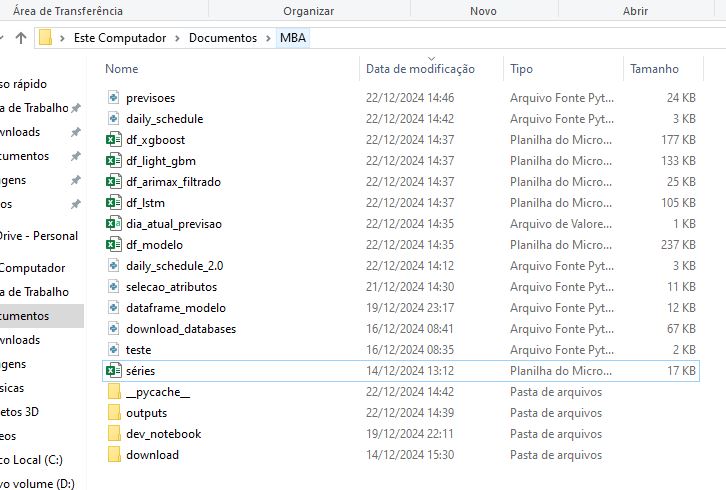 Área de Transferência Organizar Novo Abrir
Este Computador > Documentos > MBA
Nome Data de modificação Tipo Tamanho
so rápido
a de Trabalho
wnloads
cumentos
gens
os
Drive - Personal
Computador
a de Trabalho
cumentos
wnloads
gens
sicas
etos 3D
eos
co Local (C:)
vo volume (D:)
previsoes 22/12/2024 14:46 Arquivo Fonte Pyt... 24 KB
daily_schedule 22/12/2024 14:42 Arquivo Fonte Pyt... 3 KB
df_xgboost 22/12/2024 14:37 Planilha do Micro... 177 KB
df_light_gbm 22/12/2024 14:37 Planilha do Micro... 133 KB
df_arimax_filtrado 22/12/2024 14:37 Planilha do Micro... 25 KB
df_lstm 22/12/2024 14:37 Planilha do Micro... 105 KB
dia_atual_previsao 22/12/2024 14:35 Arquivo de Valore... 1 KB
df_modelo 22/12/2024 14:35 Planilha do Micro... 237 KB
daily_schedule_2.0 22/12/2024 14:12 Arquivo Fonte Pyt... 3 KB
selecao_atributos 21/12/2024 14:30 Arquivo Fonte Pyt... 11 KB
dataframe_modelo 19/12/2024 23:17 Arquivo Fonte Pyt... 12 KB
download_databases 16/12/2024 08:41 Arquivo Fonte Pyt... 67 KB
teste 16/12/2024 08:35 Arquivo Fonte Pyt... 2 KB
séries 14/12/2024 13:12 Planilha do Micro... 17 KB
__pycache__ 22/12/2024 14:42 Pasta de arquivos
outputs 22/12/2024 14:39 Pasta de arquivos
dev_notebook 19/12/2024 22:11 Pasta de arquivos
download 14/12/2024 15:30 Pasta de arquivos